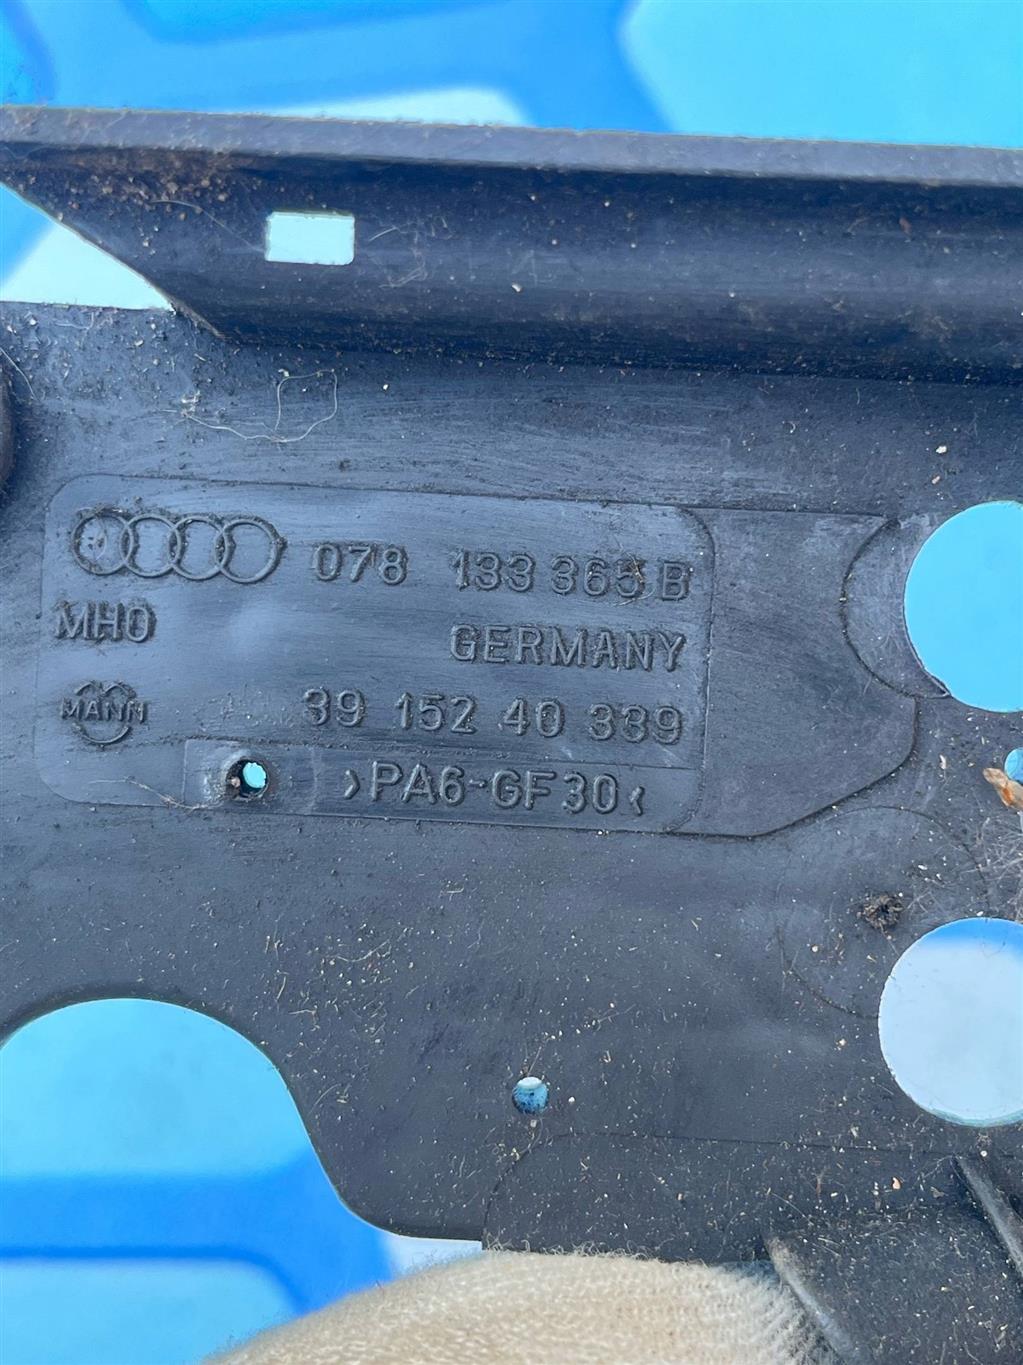 078 133 365 B
MHO GERMANY
MANN 39 152 40 339
>PA6-GF30<